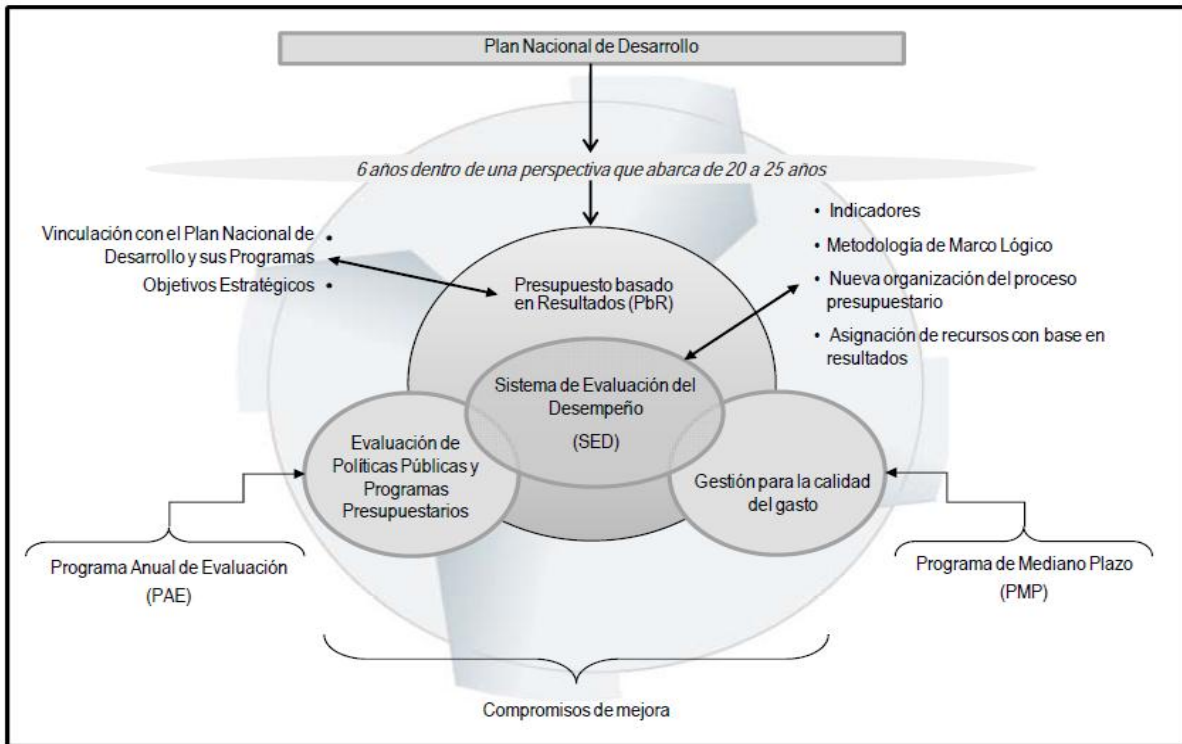 Plan Nacional de Desarrollo
6 años dentro de una perspectiva que abarca de 20 a 25 años
Vinculación con el Plan Nacional de •
Desarrollo y sus Programas
Objetivos Estratégicos •
• Indicadores
• Metodología de Marco Lógico
• Nueva organización del proceso
presupuestario
• Asignación de recursos con base en
resultados
Presupuesto basado
en Resultados (PbR)
Sistema de Evaluación del
Desempeño
(SED)
Evaluación de
Políticas Públicas y
Programas
Presupuestarios
Gestión para la calidad
del gasto
Programa Anual de Evaluación
(PAE)
Programa de Mediano Plazo
(PMP)
Compromisos de mejora